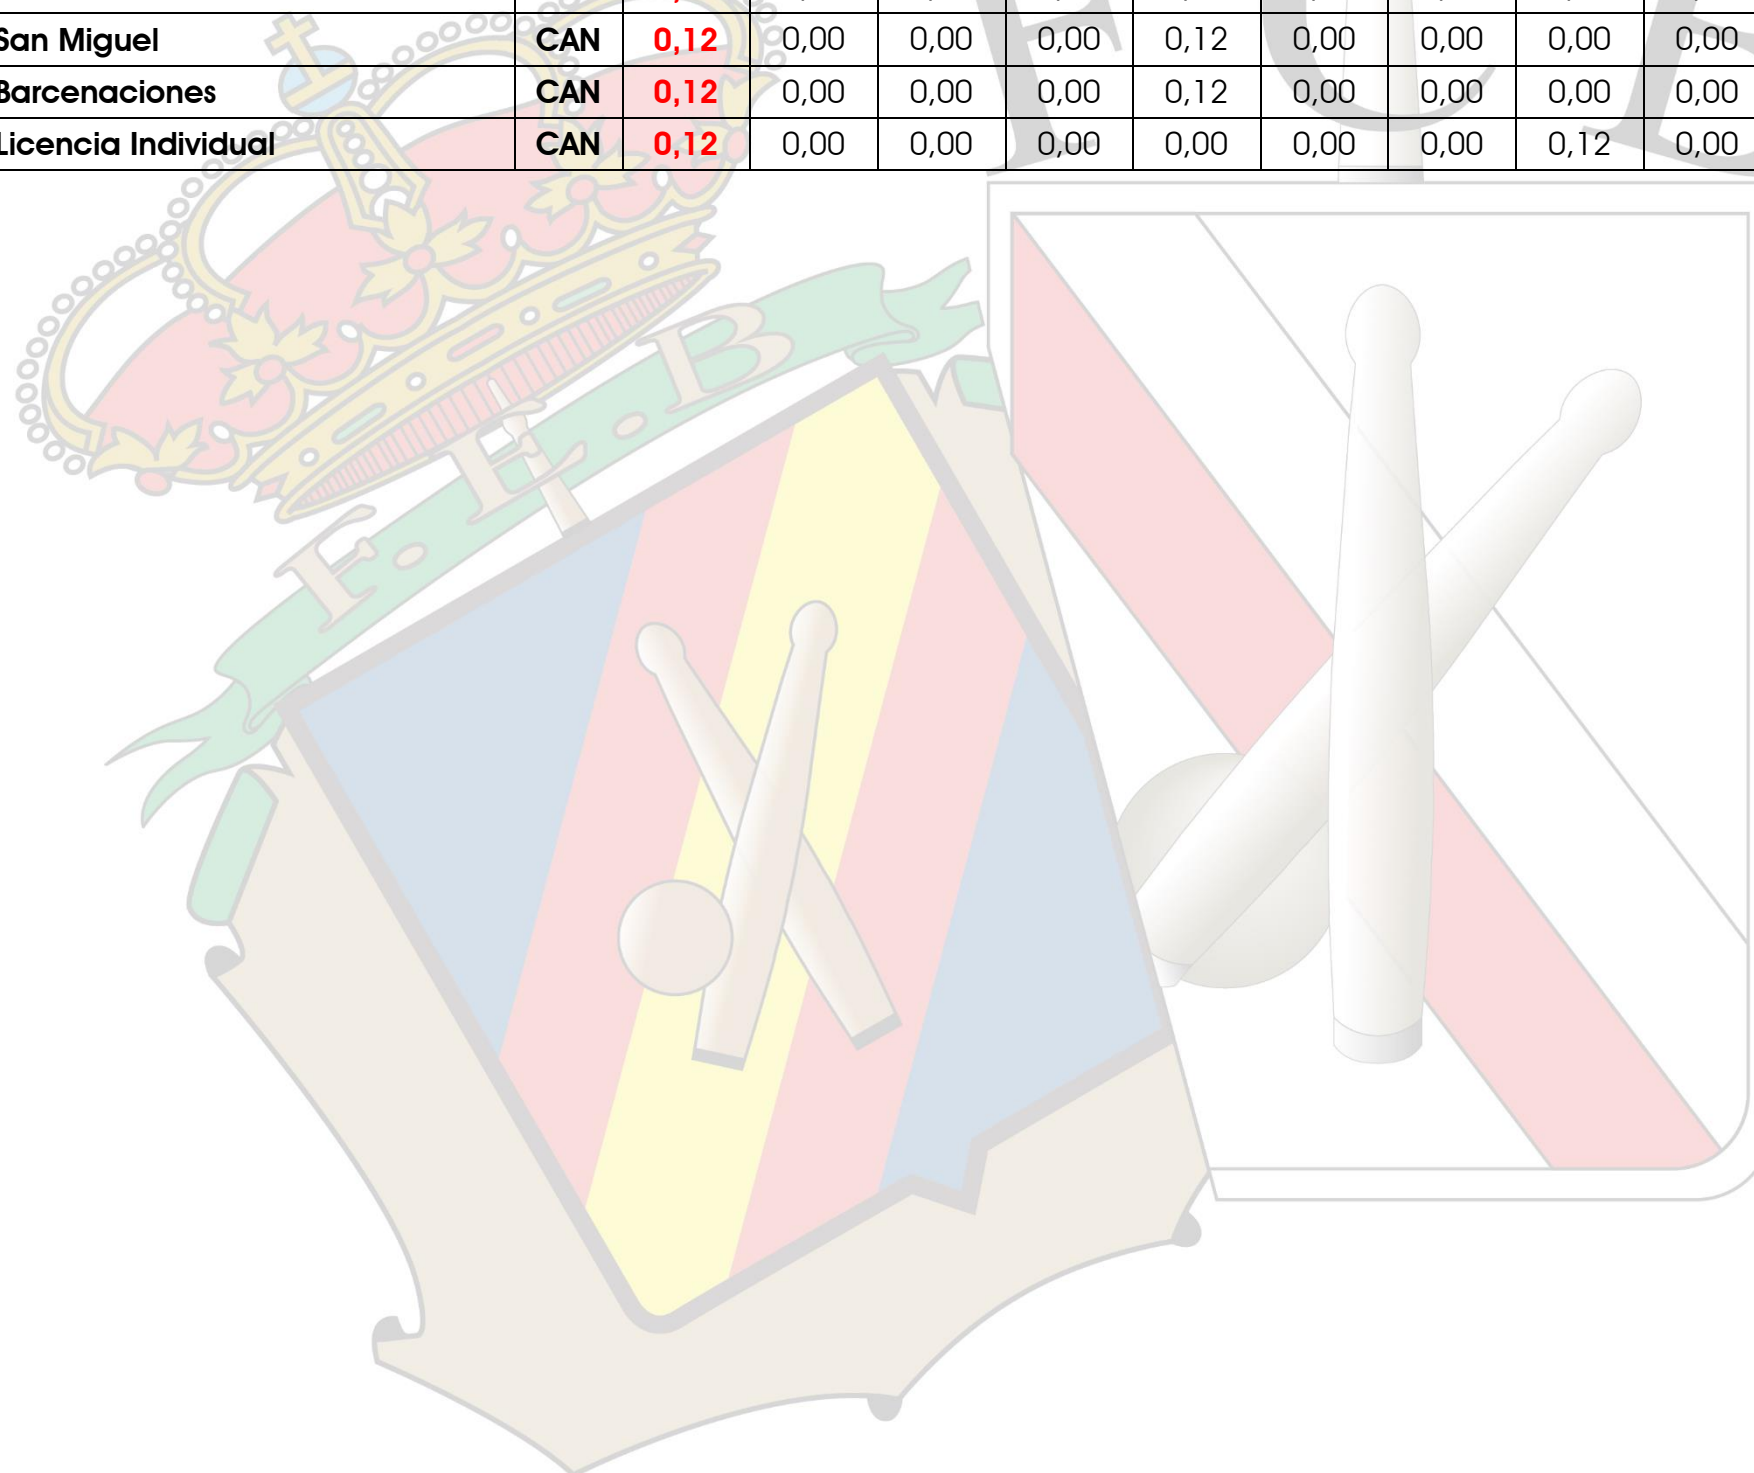 San Miguel CAN 0,12 0,00 0,00 0,00 0,12 0,00 0,00 0,00 0,00
Barcenaciones CAN 0,12 0,00 0,00 0,00 0,12 0,00 0,00 0,00 0,00
Licencia Individual CAN 0,12 0,00 0,00 0,00 0,00 0,00 0,00 0,12 0,00
F.E.B